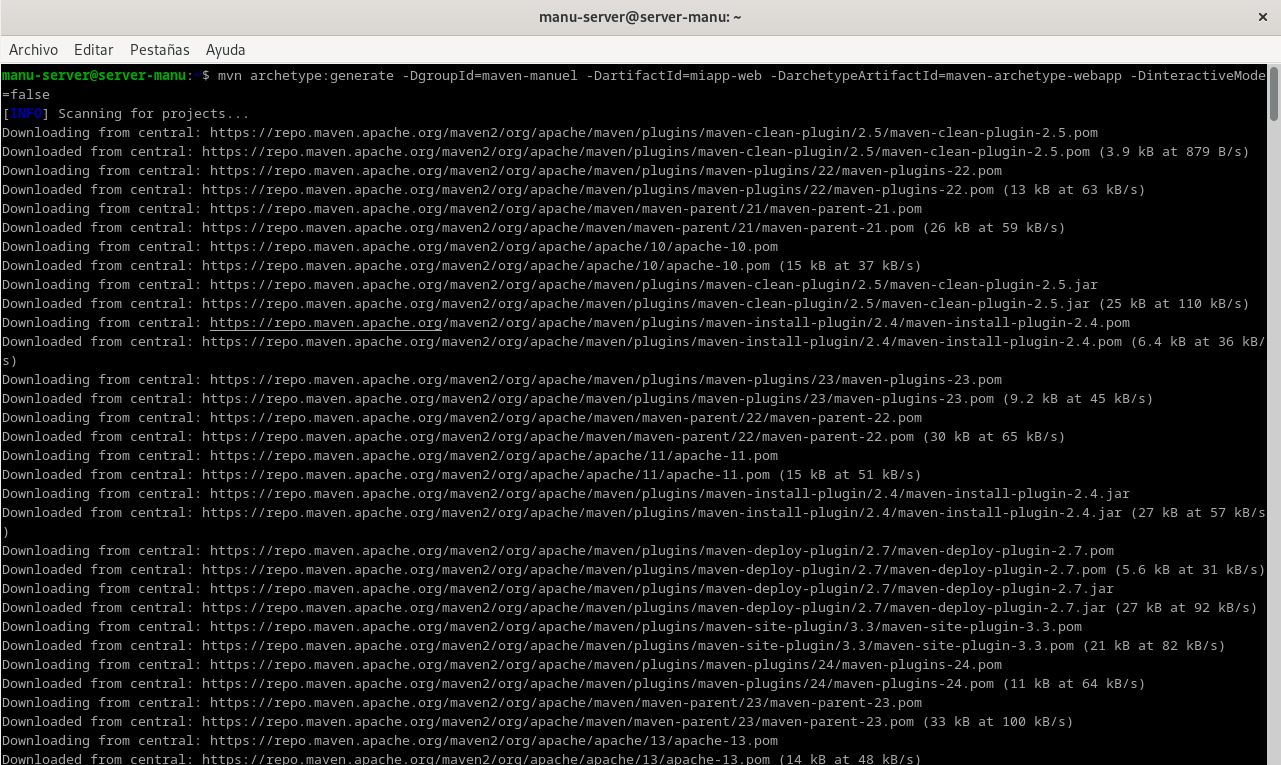 manu-server@server-manu: ~
×
Archivo Editar Pestañas Ayuda
manu-server@server-manu:~$ mvn archetype:generate -DgroupId=maven-manuel -DartifactId=miapp-web -DarchetypeArtifactId=maven-archetype-webapp -DinteractiveMode
=false
[INFO] Scanning for projects...
Downloading from central: https://repo.maven.apache.org/maven2/org/apache/maven/plugins/maven-clean-plugin/2.5/maven-clean-plugin-2.5.pom
Downloaded from central: https://repo.maven.apache.org/maven2/org/apache/maven/plugins/maven-clean-plugin/2.5/maven-clean-plugin-2.5.pom (3.9 kB at 879 B/s)
Downloading from central: https://repo.maven.apache.org/maven2/org/apache/maven/plugins/maven-plugins/22/maven-plugins-22.pom
Downloaded from central: https://repo.maven.apache.org/maven2/org/apache/maven/plugins/maven-plugins/22/maven-plugins-22.pom (13 kB at 63 kB/s)
Downloading from central: https://repo.maven.apache.org/maven2/org/apache/maven/maven-parent/21/maven-parent-21.pom
Downloaded from central: https://repo.maven.apache.org/maven2/org/apache/maven/maven-parent/21/maven-parent-21.pom (26 kB at 59 kB/s)
Downloading from central: https://repo.maven.apache.org/maven2/org/apache/apache/10/apache-10.pom
Downloaded from central: https://repo.maven.apache.org/maven2/org/apache/apache/10/apache-10.pom (15 kB at 37 kB/s)
Downloading from central: https://repo.maven.apache.org/maven2/org/apache/maven/plugins/maven-clean-plugin/2.5/maven-clean-plugin-2.5.jar
Downloaded from central: https://repo.maven.apache.org/maven2/org/apache/maven/plugins/maven-clean-plugin/2.5/maven-clean-plugin-2.5.jar (25 kB at 110 kB/s)
Downloading from central: https://repo.maven.apache.org/maven2/org/apache/maven/plugins/maven-install-plugin/2.4/maven-install-plugin-2.4.pom
Downloaded from central: https://repo.maven.apache.org/maven2/org/apache/maven/plugins/maven-install-plugin/2.4/maven-install-plugin-2.4.pom (6.4 kB at 36 kB/
s)
Downloading from central: https://repo.maven.apache.org/maven2/org/apache/maven/plugins/maven-plugins/23/maven-plugins-23.pom
Downloaded from central: https://repo.maven.apache.org/maven2/org/apache/maven/plugins/maven-plugins/23/maven-plugins-23.pom (9.2 kB at 45 kB/s)
Downloading from central: https://repo.maven.apache.org/maven2/org/apache/maven/maven-parent/22/maven-parent-22.pom
Downloaded from central: https://repo.maven.apache.org/maven2/org/apache/maven/maven-parent/22/maven-parent-22.pom (30 kB at 65 kB/s)
Downloading from central: https://repo.maven.apache.org/maven2/org/apache/apache/11/apache-11.pom
Downloaded from central: https://repo.maven.apache.org/maven2/org/apache/apache/11/apache-11.pom (15 kB at 51 kB/s)
Downloading from central: https://repo.maven.apache.org/maven2/org/apache/maven/plugins/maven-install-plugin/2.4/maven-install-plugin-2.4.jar
Downloaded from central: https://repo.maven.apache.org/maven2/org/apache/maven/plugins/maven-install-plugin/2.4/maven-install-plugin-2.4.jar (27 kB at 57 kB/s
)
Downloading from central: https://repo.maven.apache.org/maven2/org/apache/maven/plugins/maven-deploy-plugin/2.7/maven-deploy-plugin-2.7.pom
Downloaded from central: https://repo.maven.apache.org/maven2/org/apache/maven/plugins/maven-deploy-plugin/2.7/maven-deploy-plugin-2.7.pom (5.6 kB at 31 kB/s)
Downloading from central: https://repo.maven.apache.org/maven2/org/apache/maven/plugins/maven-deploy-plugin/2.7/maven-deploy-plugin-2.7.jar
Downloaded from central: https://repo.maven.apache.org/maven2/org/apache/maven/plugins/maven-deploy-plugin/2.7/maven-deploy-plugin-2.7.jar (27 kB at 92 kB/s)
Downloading from central: https://repo.maven.apache.org/maven2/org/apache/maven/plugins/maven-site-plugin/3.3/maven-site-plugin-3.3.pom
Downloaded from central: https://repo.maven.apache.org/maven2/org/apache/maven/plugins/maven-site-plugin/3.3/maven-site-plugin-3.3.pom (21 kB at 82 kB/s)
Downloading from central: https://repo.maven.apache.org/maven2/org/apache/maven/plugins/maven-plugins/24/maven-plugins-24.pom
Downloaded from central: https://repo.maven.apache.org/maven2/org/apache/maven/plugins/maven-plugins/24/maven-plugins-24.pom (11 kB at 64 kB/s)
Downloading from central: https://repo.maven.apache.org/maven2/org/apache/maven/maven-parent/23/maven-parent-23.pom
Downloaded from central: https://repo.maven.apache.org/maven2/org/apache/maven/maven-parent/23/maven-parent-23.pom (33 kB at 100 kB/s)
Downloading from central: https://repo.maven.apache.org/maven2/org/apache/apache/13/apache-13.pom
Downloaded from central: https://repo.maven.apache.org/maven2/org/apache/apache/13/apache-13.pom (14 kB at 48 kB/s)